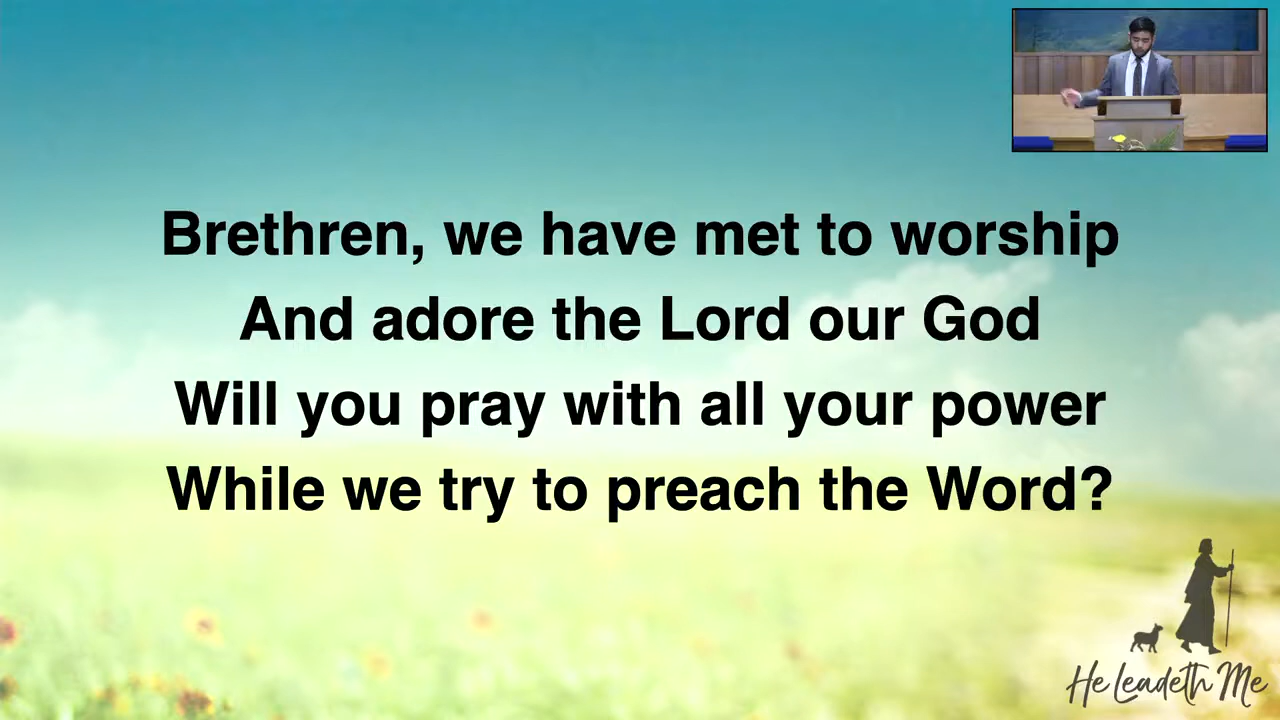 Brethren, we have met to worship
And adore the Lord our God
Will you pray with all your power
While we try to preach the Word?
He Leadeth Me